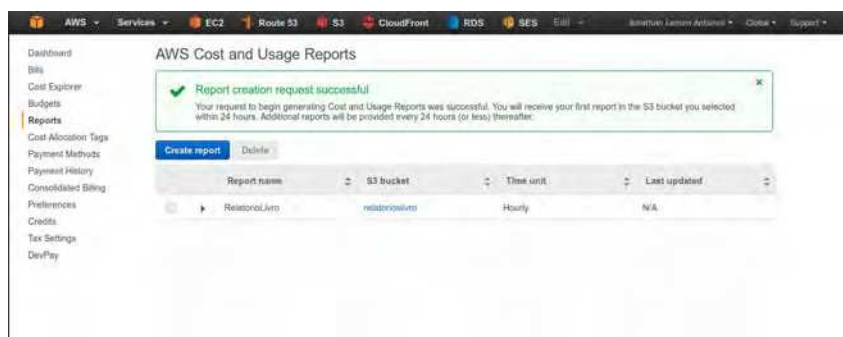 AWS Services EC2 Route 53 S3 CloudFront RDS SES Edit Global Support
Dashboard
Bills
Cost Explorer
Budgets
Reports
Cost Allocation Tags
Payment Methods
Payment History
Consolidated Billing
Preferences
Credits
Tax Settings
DevPay
AWS Cost and Usage Reports
Report creation request successful
Your request to begin generating Cost and Usage Reports was successful. You will receive your first report in the S3 bucket you selected
within 24 hours. Additional reports will be provided every 24 hours (or less) thereafter.
Create report Delete
Report name S3 bucket Time unit Last updated
RelatorioLivro relatorioslivro Hourly N/A